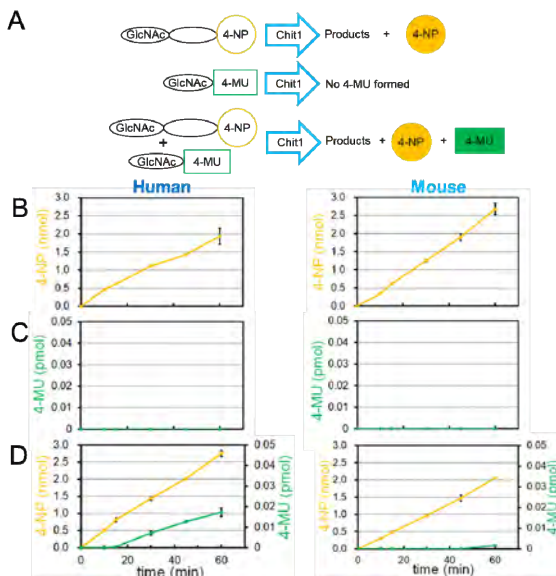 A
GlcNAc 4-NP Chit1 Products + 4-NP
GlcNAc 4-MU Chit1 No 4-MU formed
GlcNAc 4-NP
+ Chit1 Products + 4-NP + 4-MU
GlcNAc 4-MU
Human Mouse
B
4-NP (nmol)
3.0
2.5
2.0
1.5
1.0
0.5
0.0
0 20 40 60
4-NP (nmol)
3.0
2.5
2.0
1.5
1.0
0.5
0.0
0 20 40 60
C
4-MU (pmol)
0.05
0.04
0.03
0.02
0.01
0
4-MU (pmol)
0.05
0.04
0.03
0.02
0.01
0
D
4-NP (nmol)
3.0
2.5
2.0
1.5
1.0
0.5
0.0
0.05
0.04
0.03
0.02
0.01
0
4-MU (pmol)
0 20 40 60
time (min)
4-NP (nmol)
3.0
2.5
2.0
1.5
1.0
0.5
0.0
0.05
0.04
0.03
0.02
0.01
0
4-MU (pmol)
0 20 40 60
time (min)